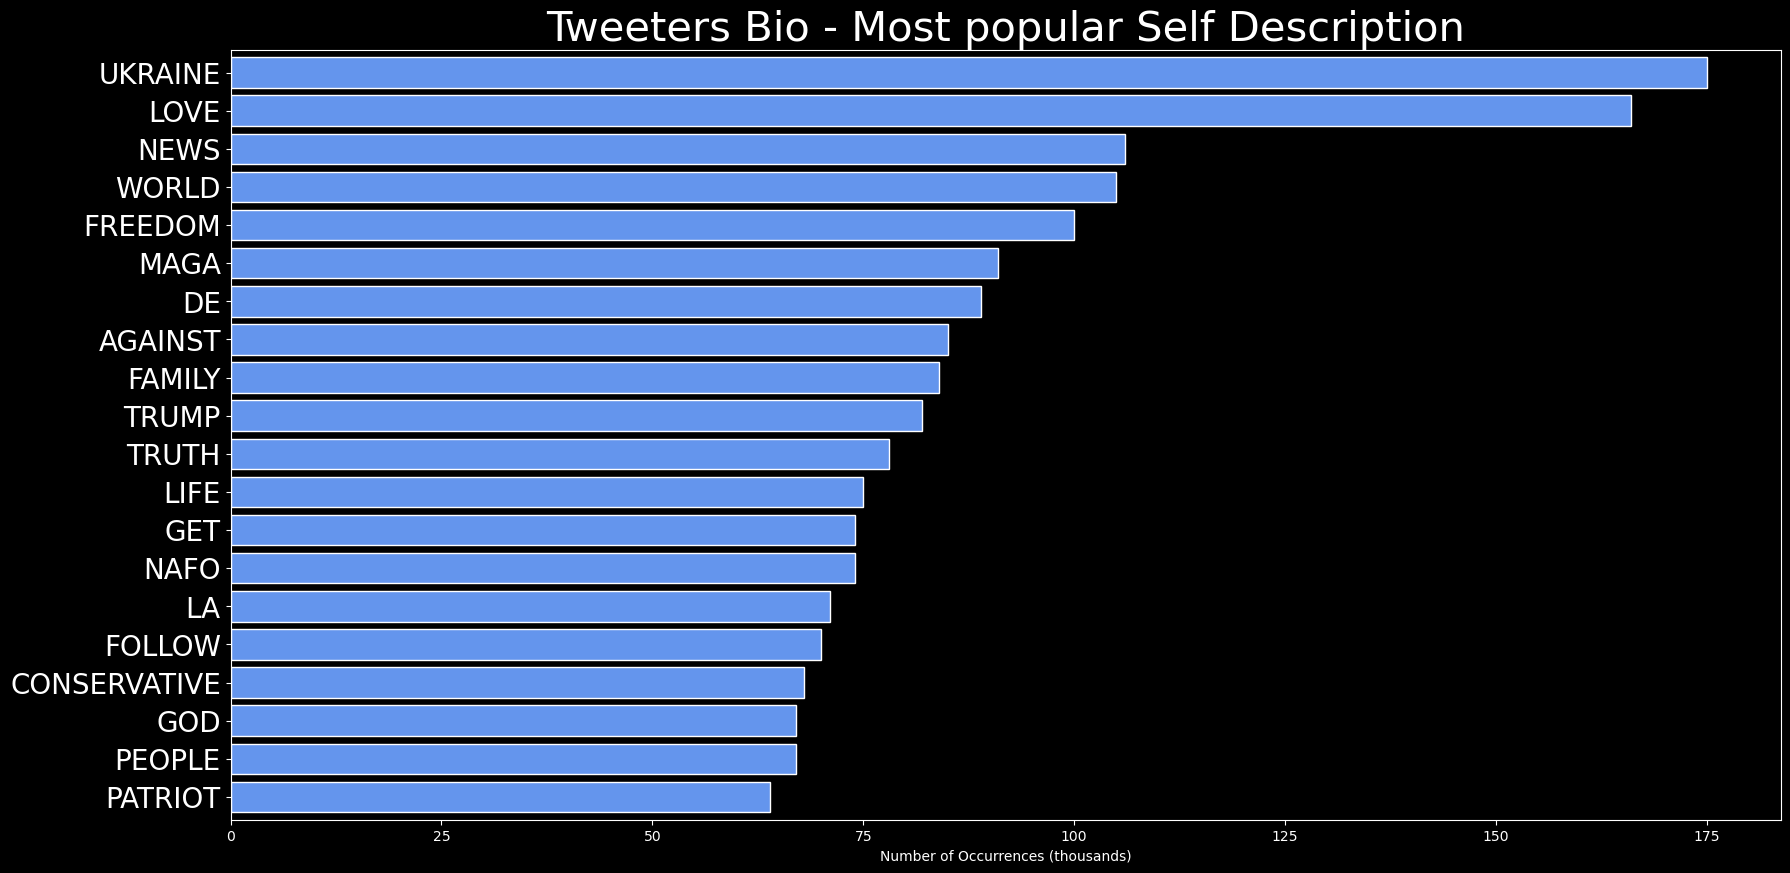 Tweeters Bio - Most popular Self Description
UKRAINE
LOVE
NEWS
WORLD
FREEDOM
MAGA
DE
AGAINST
FAMILY
TRUMP
TRUTH
LIFE
GET
NAFO
LA
FOLLOW
CONSERVATIVE
GOD
PEOPLE
PATRIOT
0 25 50 75 100 125 150 175
Number of Occurrences (thousands)